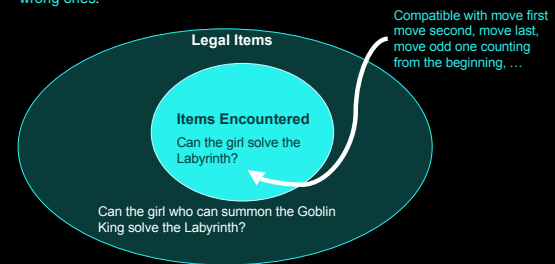 wrong ones.
Compatible with move first
move second, move last,
move odd one counting
from the beginning, …
Legal Items
Items Encountered
Can the girl solve the
Labyrinth?
Can the girl who can summon the Goblin
King solve the Labyrinth?